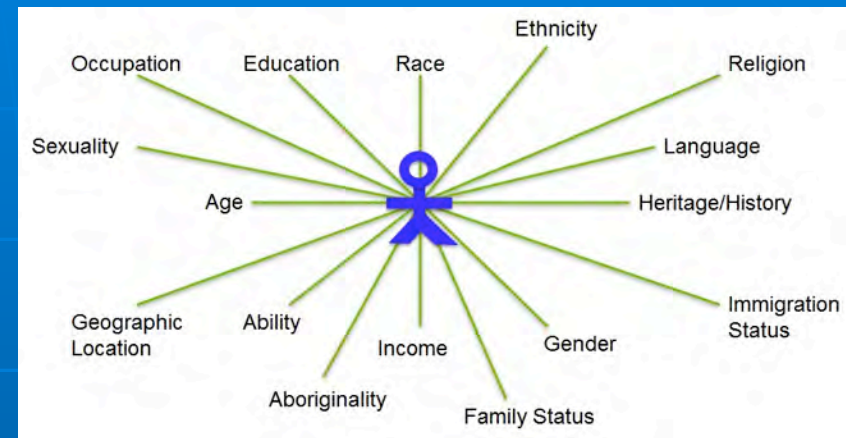 Ethnicity
Occupation
Education
Race
Religion
Sexuality
Language
Age
Heritage/History
Geographic
Location
Ability
Income
Gender
Immigration
Status
Aboriginality
Family Status